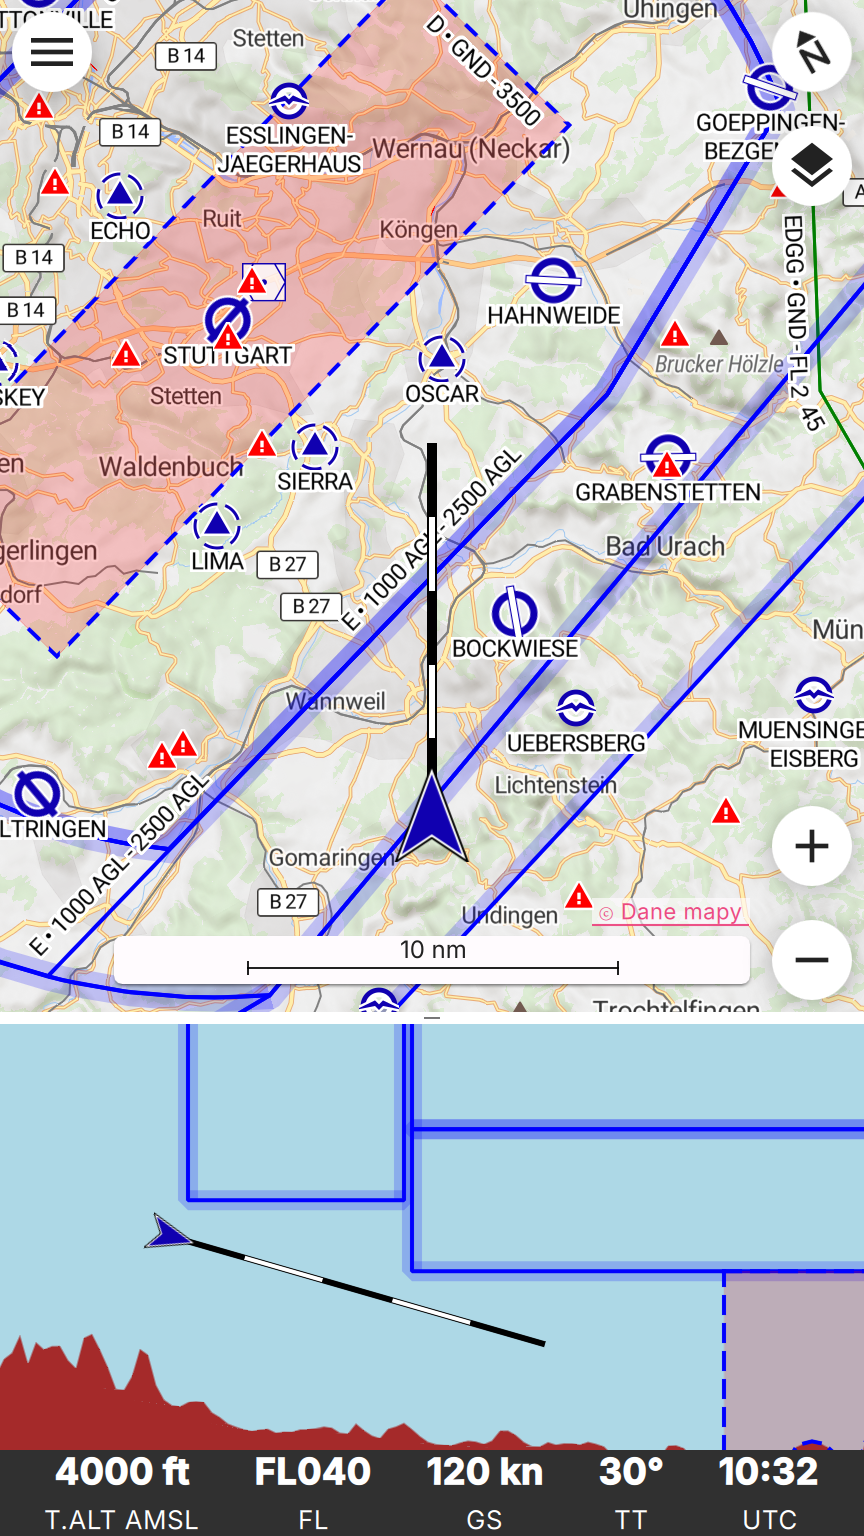 TTONVILLE
Stetten
B 14
Uhingen
D • GND - 3500
B 14
ESSLINGEN-
JAEGERHAUS
Wernau (Neckar)
GOEPPINGEN-
BEZGEN
ECHO
Ruit
Köngen
B 14
B 14
STUTTGART
HAHNWEIDE
EDGG • GND - FL2 45
Brucker Hölzle
SKEY
Stetten
OSCAR
en
Waldenbuch
SIERRA
GRABENSTETTEN
gerlingen
LIMA
B 27
E • 1000 AGL - 2500 AGL
Bad Urach
dorf
B 27
BOCKWIESE
Mün
Wannweil
UEBERSBERG
MUENSINGE
EISBERG
LTRINGEN
Lichtenstein
E • 1000 AGL - 2500 AGL
Gomaringen
B 27
Undingen
© Dane mapy
10 nm
Trochtelfingen
4000 ft
FL040
120 kn
30°
10:32
T.ALT AMSL
FL
GS
TT
UTC